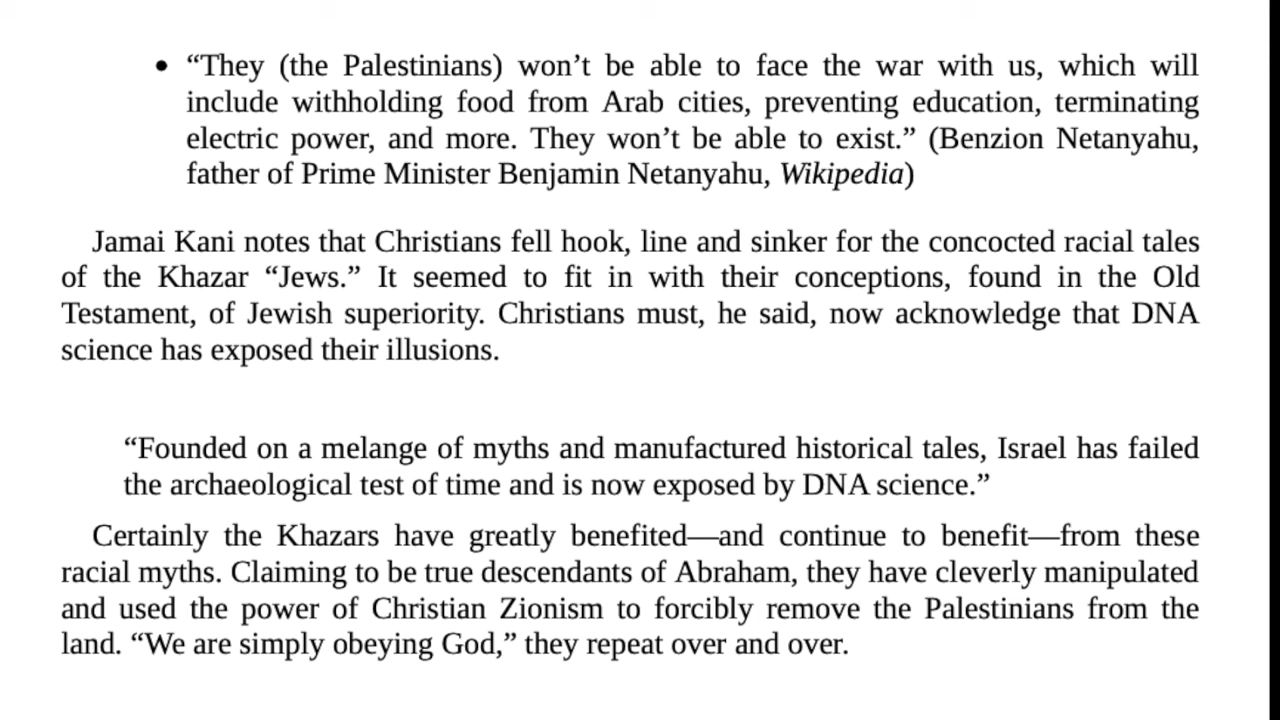 • “They (the Palestinians) won’t be able to face the war with us, which will
include withholding food from Arab cities, preventing education, terminating
electric power, and more. They won’t be able to exist.” (Benzion Netanyahu,
father of Prime Minister Benjamin Netanyahu, Wikipedia)
Jamai Kani notes that Christians fell hook, line and sinker for the concocted racial tales
of the Khazar “Jews.” It seemed to fit in with their conceptions, found in the Old
Testament, of Jewish superiority. Christians must, he said, now acknowledge that DNA
science has exposed their illusions.
“Founded on a melange of myths and manufactured historical tales, Israel has failed
the archaeological test of time and is now exposed by DNA science.”
Certainly the Khazars have greatly benefited—and continue to benefit—from these
racial myths. Claiming to be true descendants of Abraham, they have cleverly manipulated
and used the power of Christian Zionism to forcibly remove the Palestinians from the
land. “We are simply obeying God,” they repeat over and over.